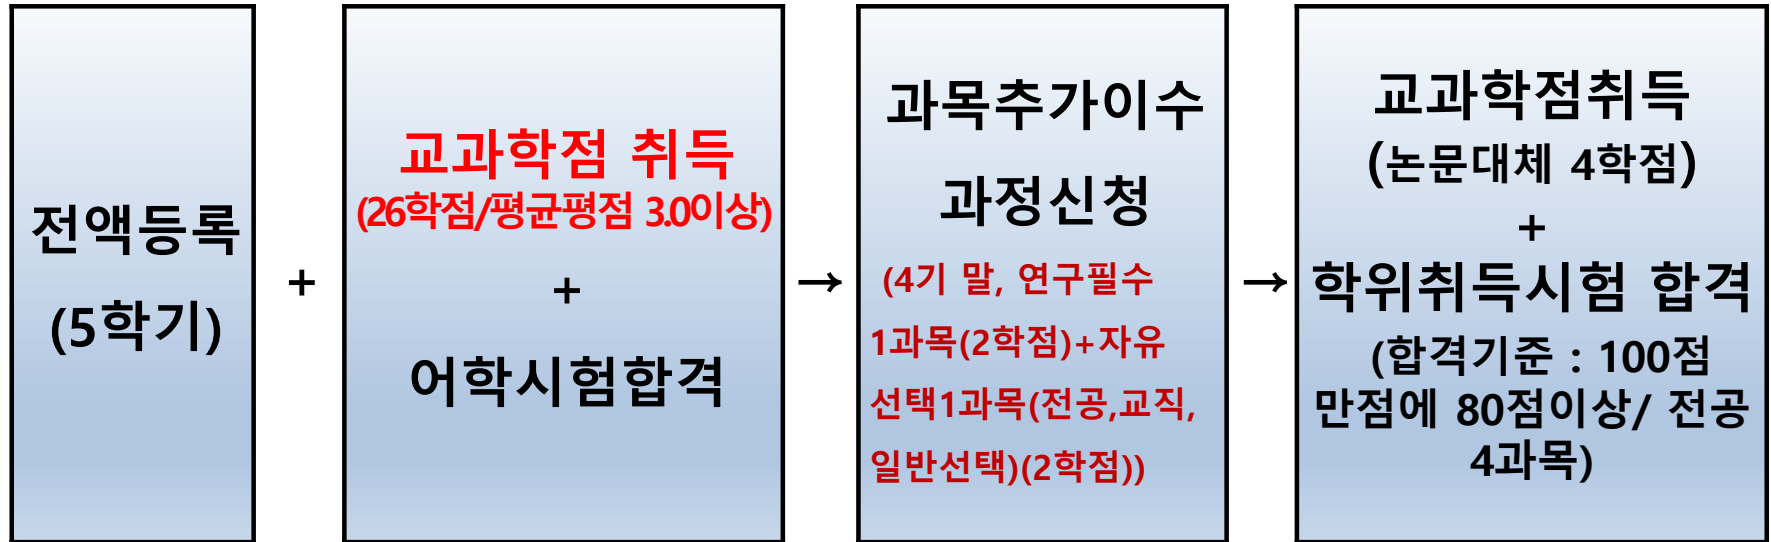 전액등록
(5학기)
+
교과학점 취득
(26학점/평균평점 3.0이상)
+
어학시험합격
→
과목추가이수
과정신청
(4기 말, 연구필수
1과목(2학점)+자유
선택1과목(전공,교직,
일반선택)(2학점))
→
교과학점취득
(논문대체 4학점)
+
학위취득시험 합격
(합격기준 : 100점
만점에 80점이상/ 전공
4과목)